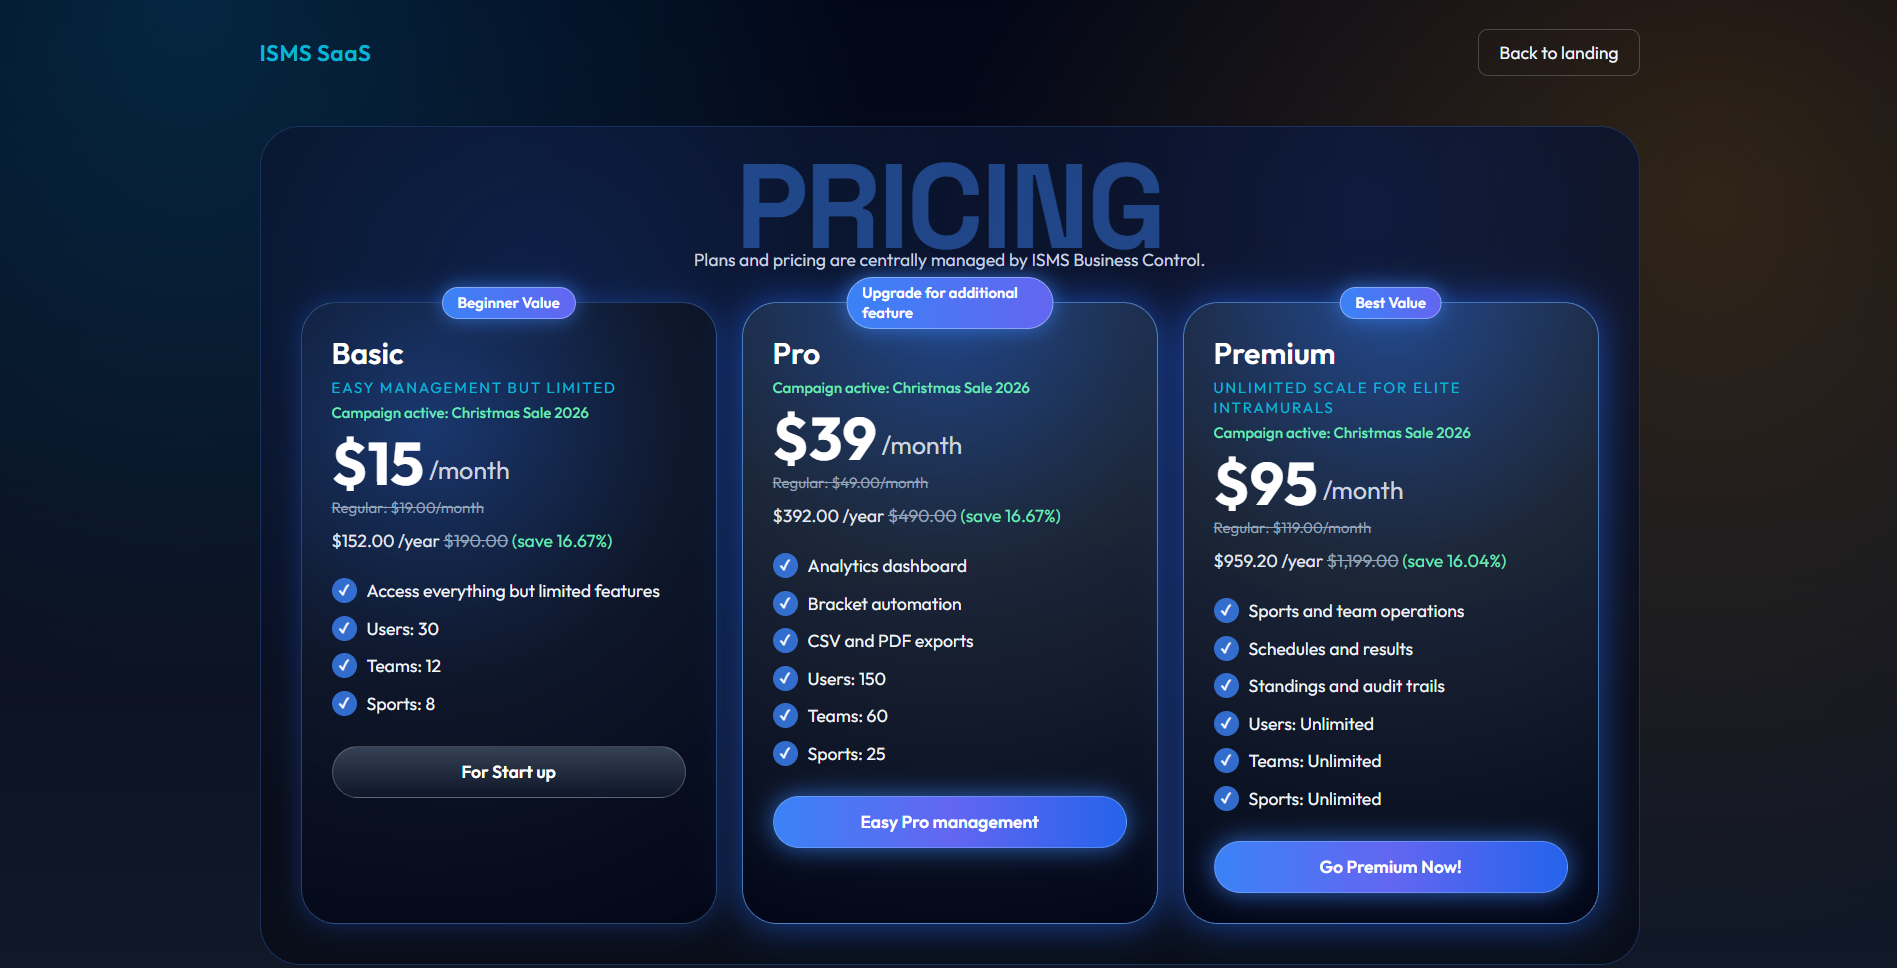 ISMS SaaS
Back to landing
PRICING
Plans and pricing are centrally managed by ISMS Business Control.
Beginner Value
Basic
EASY MANAGEMENT BUT LIMITED
Campaign active: Christmas Sale 2026
$15 /month
Regular: $19.00/month
$152.00 /year $190.00 (save 16.67%)
Access everything but limited features
Users: 30
Teams: 12
Sports: 8
For Start up
Upgrade for additional
feature
Pro
Campaign active: Christmas Sale 2026
$39 /month
Regular: $49.00/month
$392.00 /year $490.00 (save 16.67%)
Analytics dashboard
Bracket automation
CSV and PDF exports
Users: 150
Teams: 60
Sports: 25
Easy Pro management
Best Value
Premium
UNLIMITED SCALE FOR ELITE
INTRAMURALS
Campaign active: Christmas Sale 2026
$95 /month
Regular: $119.00/month
$959.20 /year $1,199.00 (save 16.04%)
Sports and team operations
Schedules and results
Standings and audit trails
Users: Unlimited
Teams: Unlimited
Sports: Unlimited
Go Premium Now!